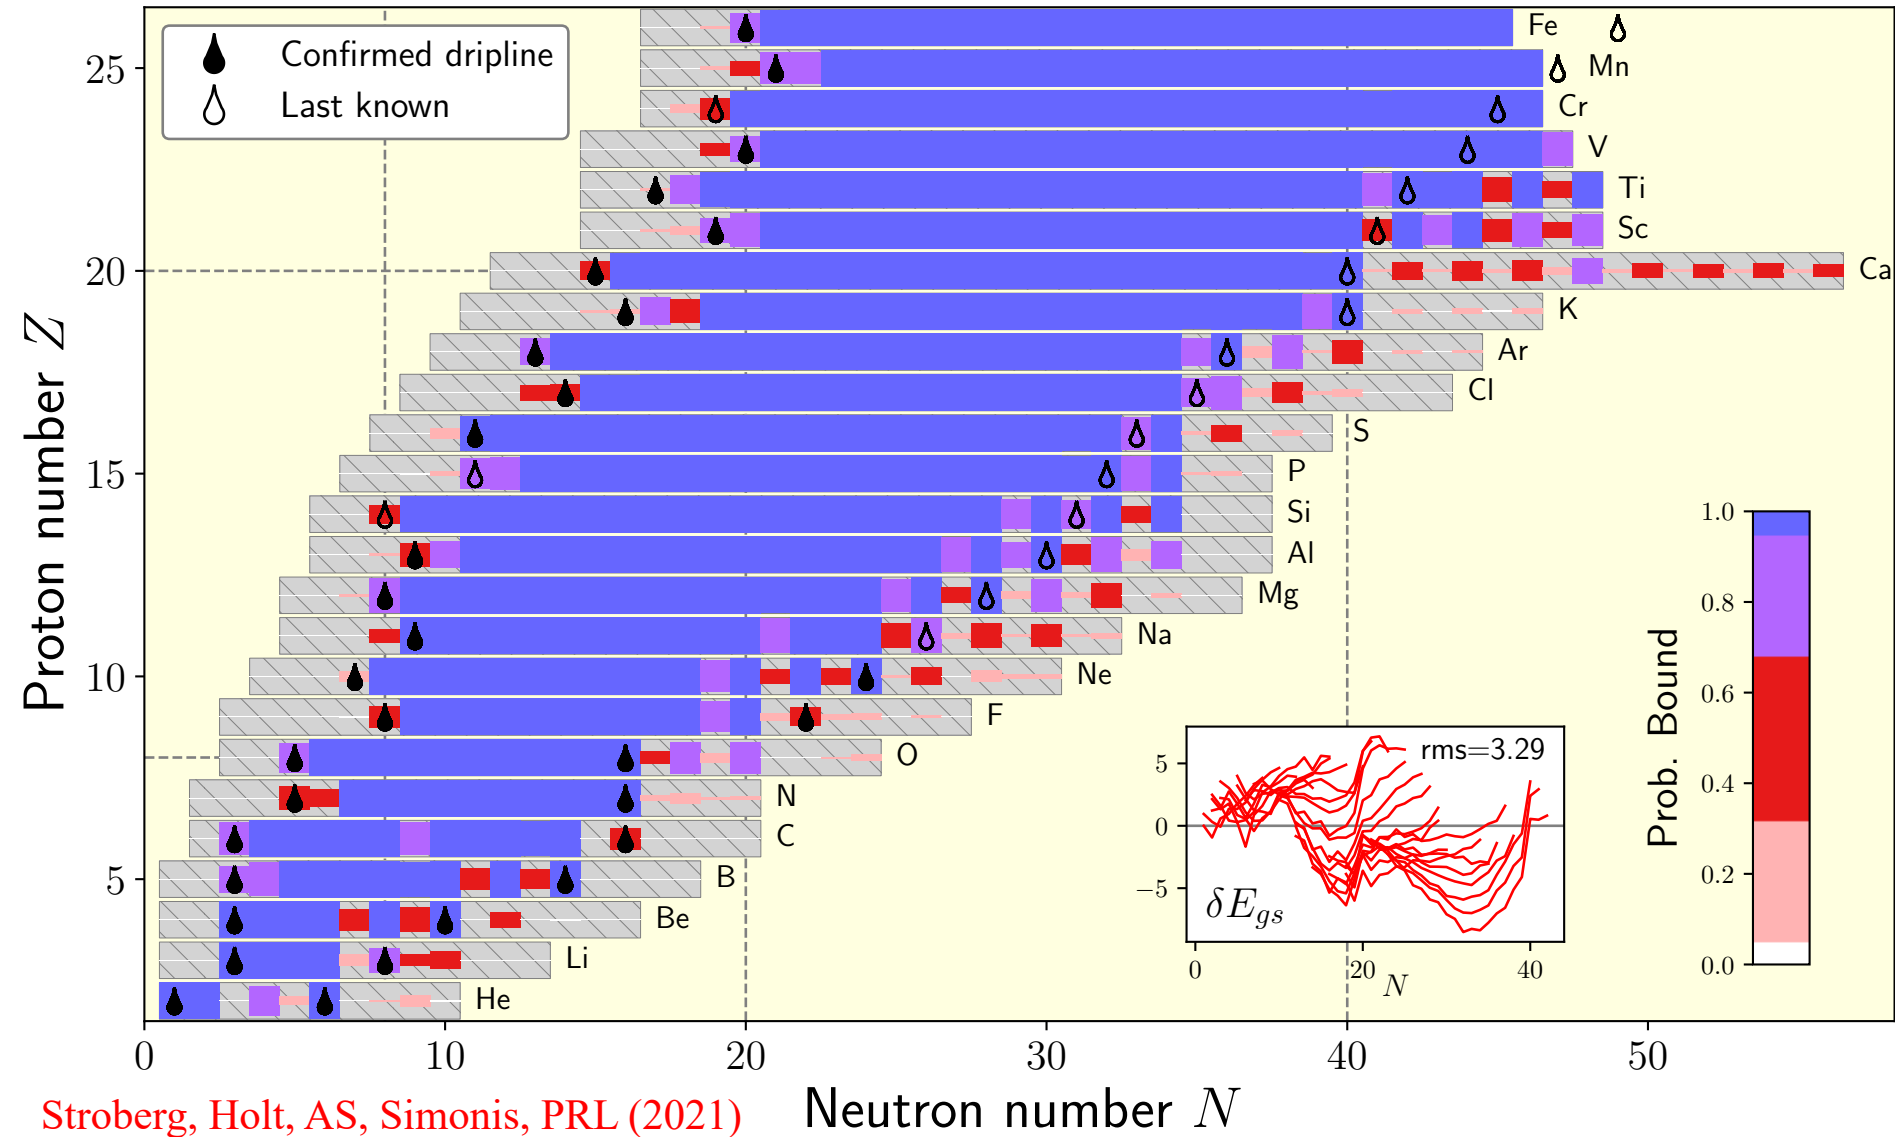 Confirmed dripline
Last known
Fe
Mn
Cr
V
Ti
Sc
Ca
K
Ar
Cl
S
P
Si
Al
Mg
Na
Ne
F
O
N
C
B
Be
Li
He
25
20
15
10
5
Proton number Z
0 10 20 30 40 50
Neutron number N
rms=3.29
5
0
−5
δE_gs
0 20 40
N
1.0
0.8
0.6
0.4
0.2
0.0
Prob. Bound
Stroberg, Holt, AS, Simonis, PRL (2021)